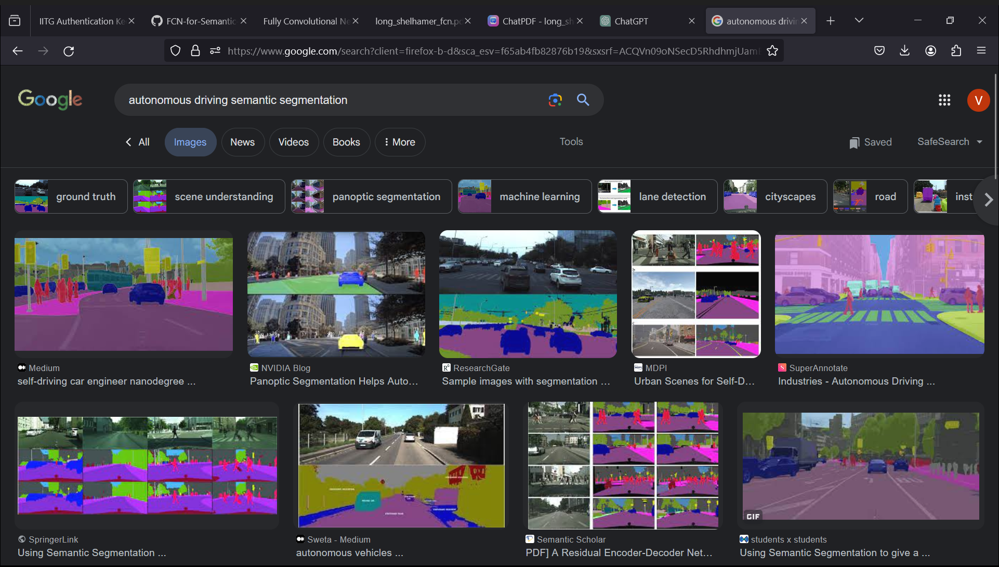 IITG Authentication Ke
FCN-for-Semantic-
Fully Convolutional Ne
long_shelhamer_fcn.pd
ChatPDF - long_sh
ChatGPT
autonomous drivin
https://www.google.com/search?client=firefox-b-d&sca_esv=f65ab4fb82876b19&sxsrf=ACQVn09oNSecD5RhdhmjUamE
Google
autonomous driving semantic segmentation
V
All
Images
News
Videos
Books
More
Tools
Saved
SafeSearch
ground truth
scene understanding
panoptic segmentation
machine learning
lane detection
cityscapes
road
inst
Medium
self-driving car engineer nanodegree ...
NVIDIA Blog
Panoptic Segmentation Helps Auto...
ResearchGate
Sample images with segmentation ...
MDPI
Urban Scenes for Self-D...
SuperAnnotate
Industries - Autonomous Driving ...
GIF
SpringerLink
Using Semantic Segmentation ...
Sweta - Medium
autonomous vehicles ...
Semantic Scholar
PDF] A Residual Encoder-Decoder Net...
students x students
Using Semantic Segmentation to give a ...